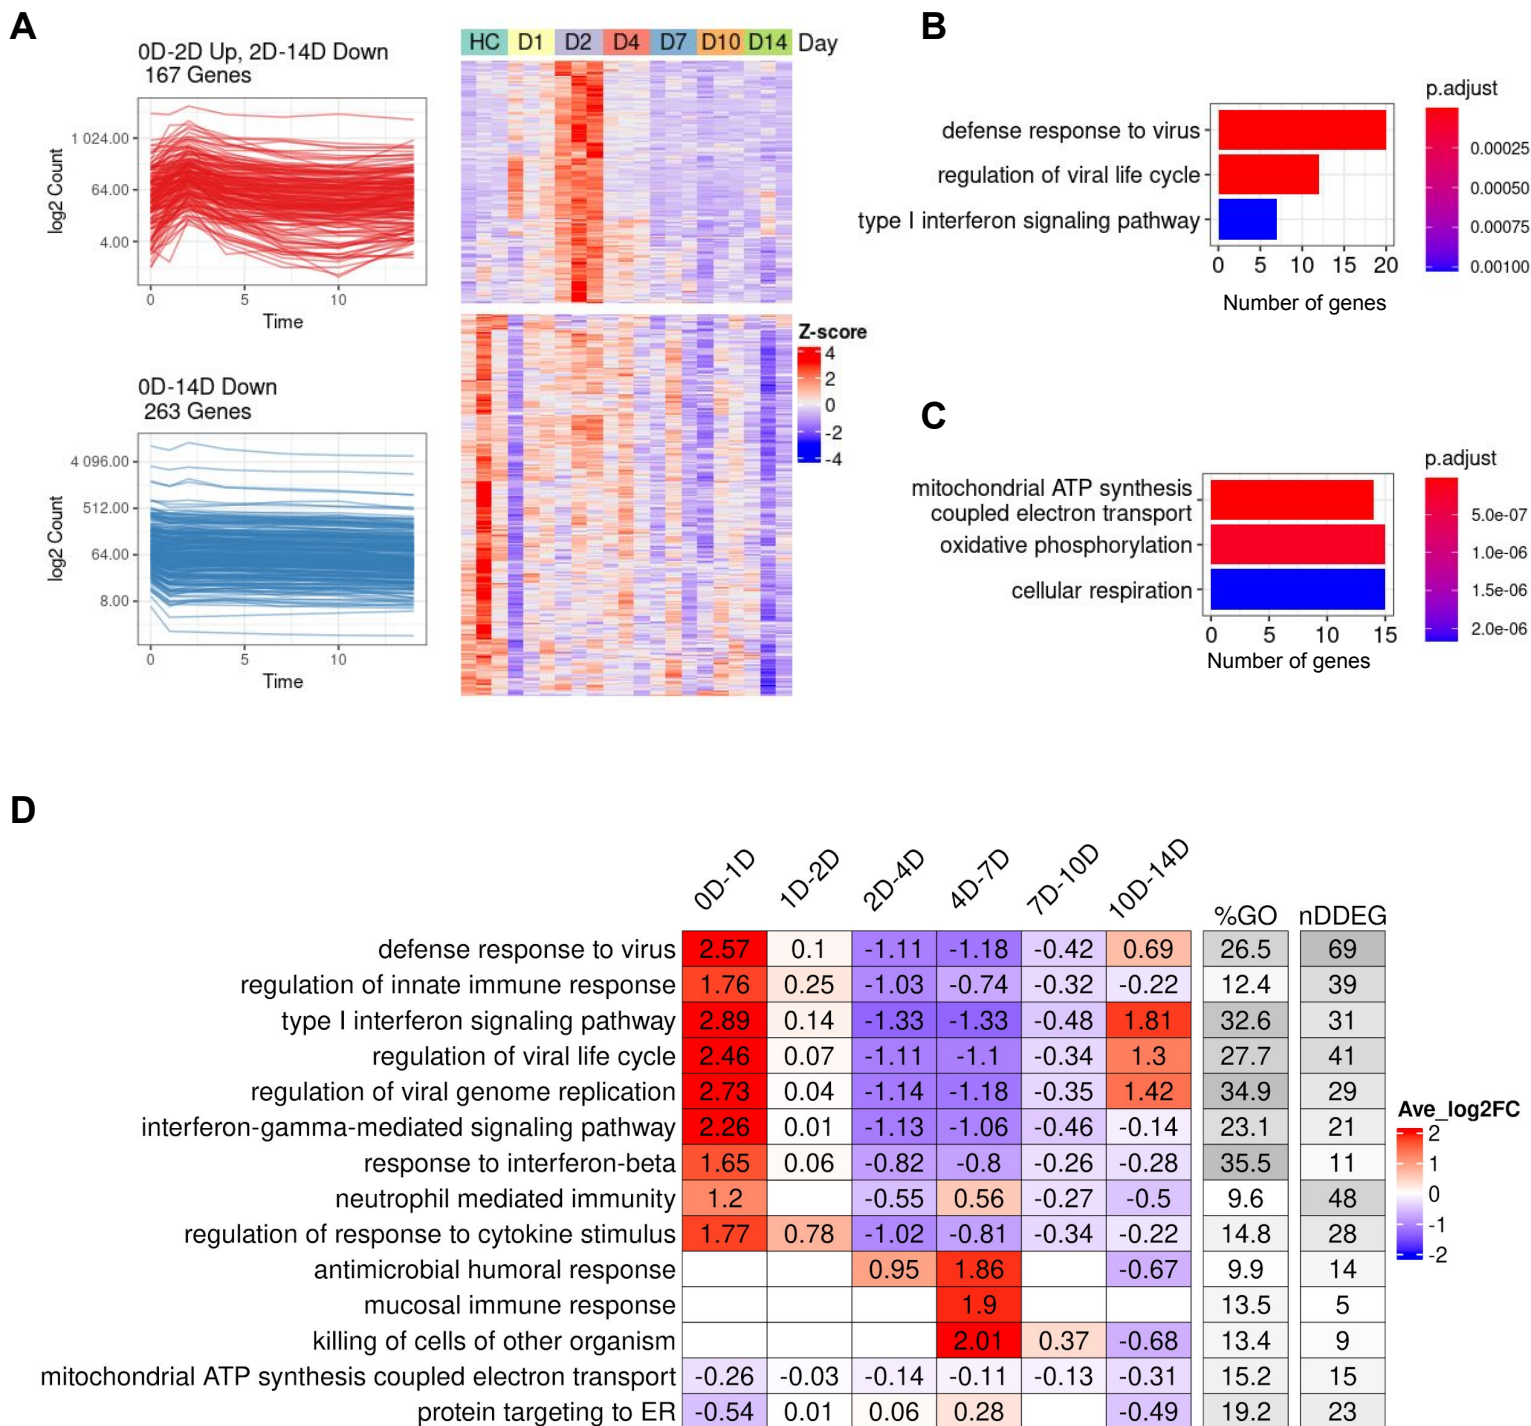 A
0D-2D Up, 2D-14D Down
167 Genes
log2 Count
1 024.00
64.00
4.00
0 5 10
Time
HC D1 D2 D4 D7 D10 D14 Day
0D-14D Down
263 Genes
log2 Count
4 096.00
512.00
64.00
8.00
0 5 10
Time
Z-score
4
2
0
-2
-4
B
defense response to virus
regulation of viral life cycle
type I interferon signaling pathway
0 5 10 15 20
Number of genes
p.adjust
0.00025
0.00050
0.00075
0.00100
C
mitochondrial ATP synthesis
coupled electron transport
oxidative phosphorylation
cellular respiration
0 5 10 15
Number of genes
p.adjust
5.0e-07
1.0e-06
1.5e-06
2.0e-06
D
0D-1D 1D-2D 2D-4D 4D-7D 7D-10D 10D-14D %GO nDDEG
defense response to virus 2.57 0.1 -1.11 -1.18 -0.42 0.69 26.5 69
regulation of innate immune response 1.76 0.25 -1.03 -0.74 -0.32 -0.22 12.4 39
type I interferon signaling pathway 2.89 0.14 -1.33 -1.33 -0.48 1.81 32.6 31
regulation of viral life cycle 2.46 0.07 -1.11 -1.1 -0.34 1.3 27.7 41
regulation of viral genome replication 2.73 0.04 -1.14 -1.18 -0.35 1.42 34.9 29
interferon-gamma-mediated signaling pathway 2.26 0.01 -1.13 -1.06 -0.46 -0.14 23.1 21
response to interferon-beta 1.65 0.06 -0.82 -0.8 -0.26 -0.28 35.5 11
neutrophil mediated immunity 1.2 -0.55 0.56 -0.27 -0.5 9.6 48
regulation of response to cytokine stimulus 1.77 0.78 -1.02 -0.81 -0.34 -0.22 14.8 28
antimicrobial humoral response 0.95 1.86 -0.67 9.9 14
mucosal immune response 1.9 13.5 5
killing of cells of other organism 2.01 0.37 -0.68 13.4 9
mitochondrial ATP synthesis coupled electron transport -0.26 -0.03 -0.14 -0.11 -0.13 -0.31 15.2 15
protein targeting to ER -0.54 0.01 0.06 0.28 -0.49 19.2 23
Ave_log2FC
2
1
0
-1
-2